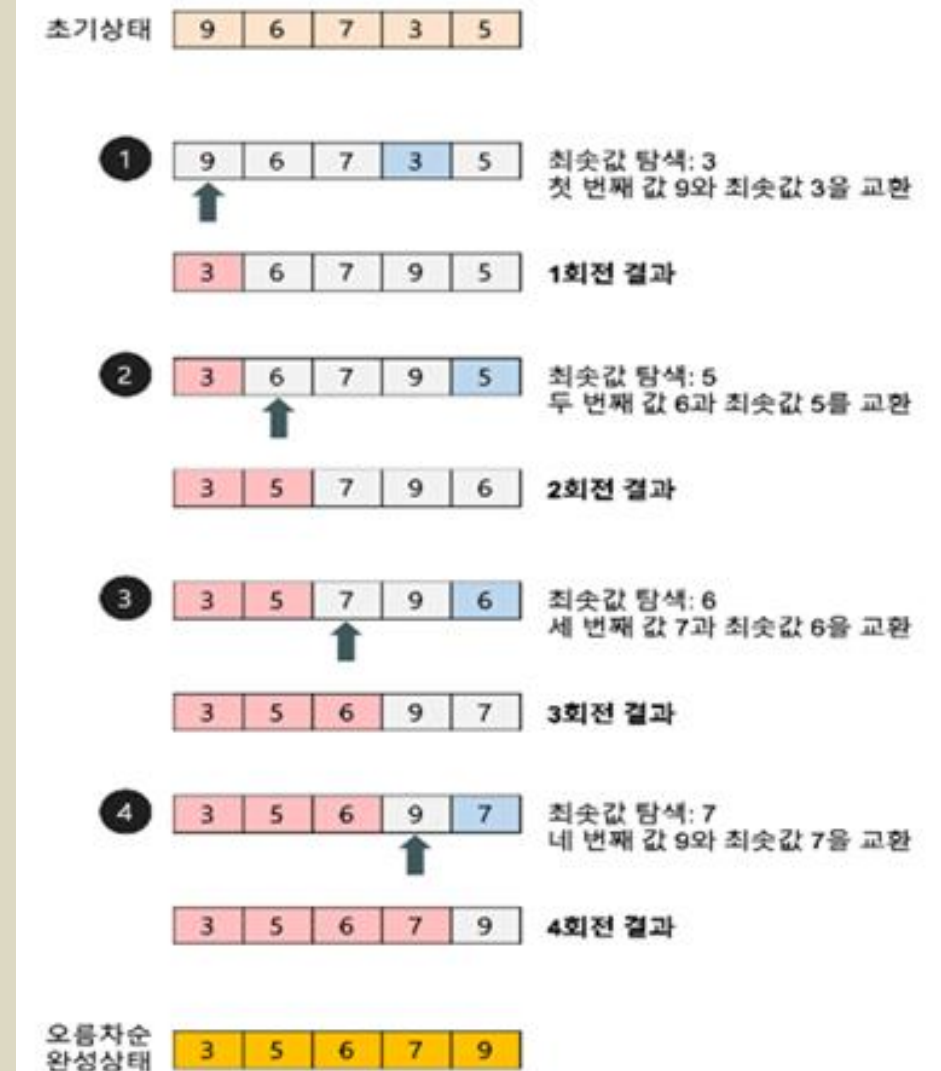 초기상태 9 6 7 3 5
1 9 6 7 3 5 최솟값 탐색: 3
첫 번째 값 9와 최솟값 3을 교환
3 6 7 9 5 1회전 결과
2 3 6 7 9 5 최솟값 탐색: 5
두 번째 값 6과 최솟값 5를 교환
3 5 7 9 6 2회전 결과
3 3 5 7 9 6 최솟값 탐색: 6
세 번째 값 7과 최솟값 6을 교환
3 5 6 9 7 3회전 결과
4 3 5 6 9 7 최솟값 탐색: 7
네 번째 값 9와 최솟값 7을 교환
3 5 6 7 9 4회전 결과
오름차순
완성상태 3 5 6 7 9